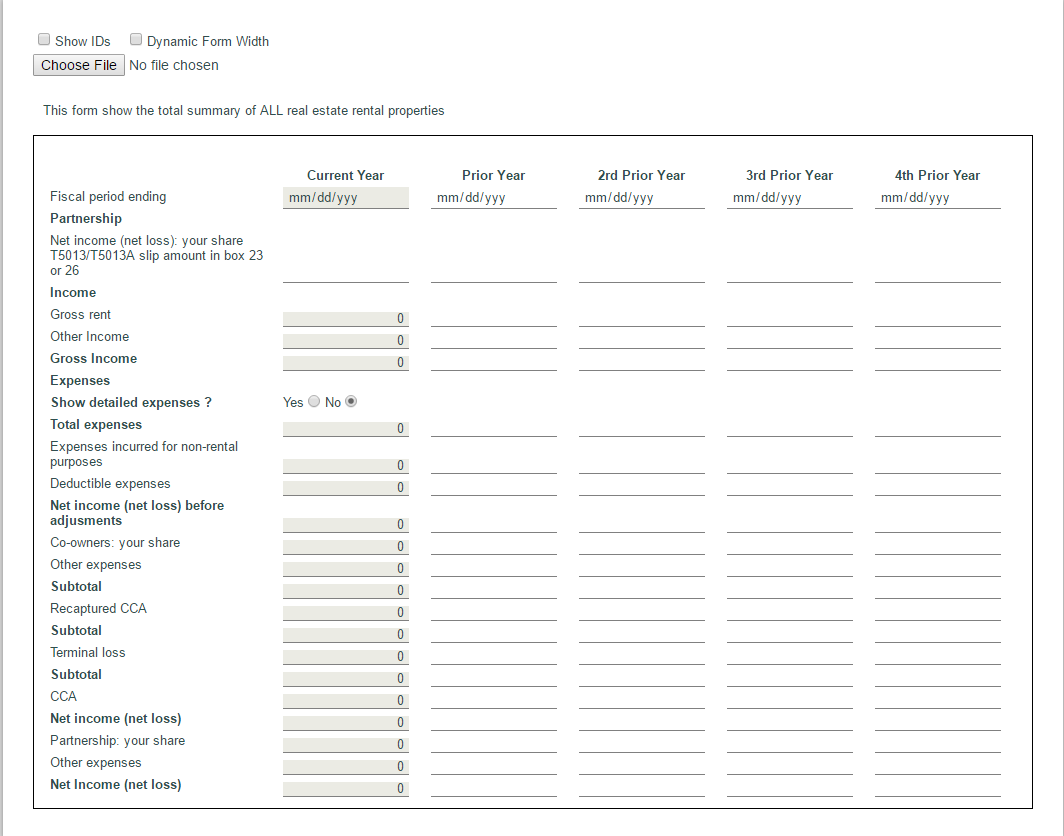 Show IDs Dynamic Form Width
Choose File No file chosen
This form show the total summary of ALL real estate rental properties
Current Year Prior Year 2rd Prior Year 3rd Prior Year 4th Prior Year
Fiscal period ending mm/dd/yyy mm/dd/yyy mm/dd/yyy mm/dd/yyy mm/dd/yyy
Partnership
Net income (net loss): your share
T5013/T5013A slip amount in box 23
or 26
Income
Gross rent 0
Other Income 0
Gross Income 0
Expenses
Show detailed expenses ? Yes No
Total expenses 0
Expenses incurred for non-rental
purposes 0
Deductible expenses 0
Net income (net loss) before
adjusments 0
Co-owners: your share 0
Other expenses 0
Subtotal 0
Recaptured CCA 0
Subtotal 0
Terminal loss 0
Subtotal 0
CCA 0
Net income (net loss) 0
Partnership: your share 0
Other expenses 0
Net Income (net loss) 0